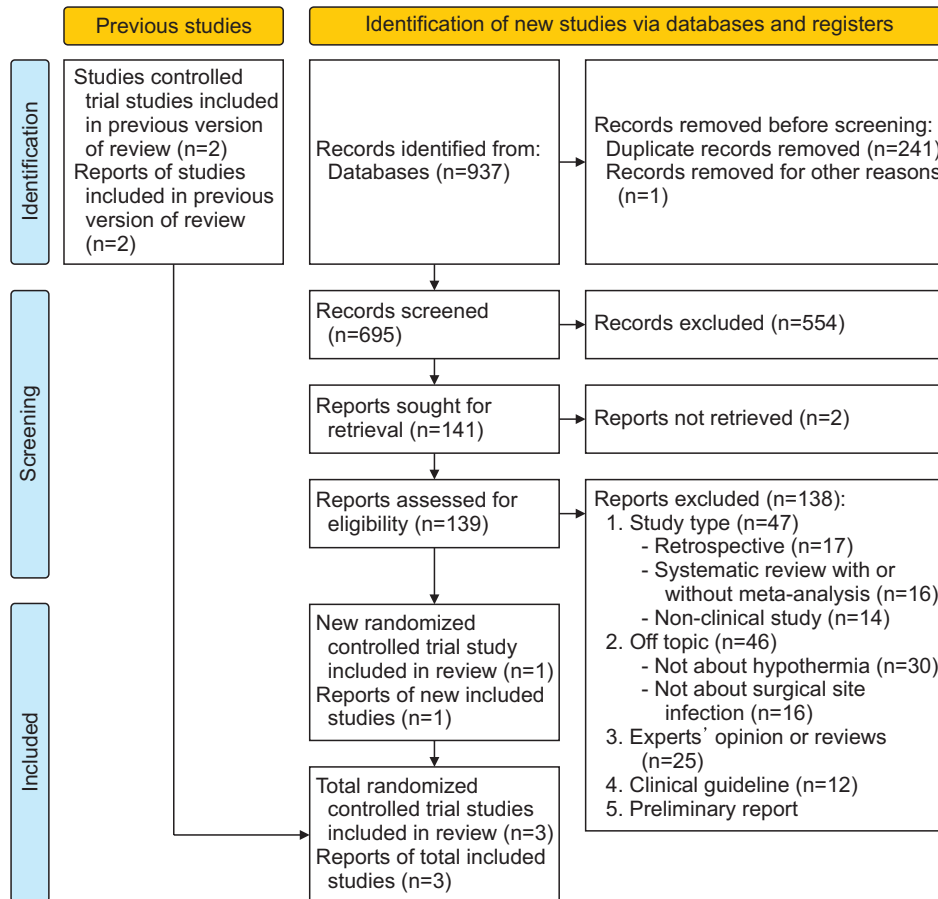 Previous studies
Identification of new studies via databases and registers
Identification
Studies controlled
trial studies included
in previous version
of review (n=2)
Reports of studies
included in previous
version of review
(n=2)
Records identified from:
Databases (n=937)
Records removed before screening:
Duplicate records removed (n=241)
Records removed for other reasons
(n=1)
Screening
Records screened
(n=695)
Records excluded (n=554)
Reports sought for
retrieval (n=141)
Reports not retrieved (n=2)
Reports assessed for
eligibility (n=139)
Reports excluded (n=138):
1. Study type (n=47)
- Retrospective (n=17)
- Systematic review with or
without meta-analysis (n=16)
- Non-clinical study (n=14)
2. Off topic (n=46)
- Not about hypothermia (n=30)
- Not about surgical site
infection (n=16)
3. Experts' opinion or reviews
(n=25)
4. Clinical guideline (n=12)
5. Preliminary report
Included
New randomized
controlled trial study
included in review (n=1)
Reports of new included
studies (n=1)
Total randomized
controlled trial studies
included in review (n=3)
Reports of total included
studies (n=3)